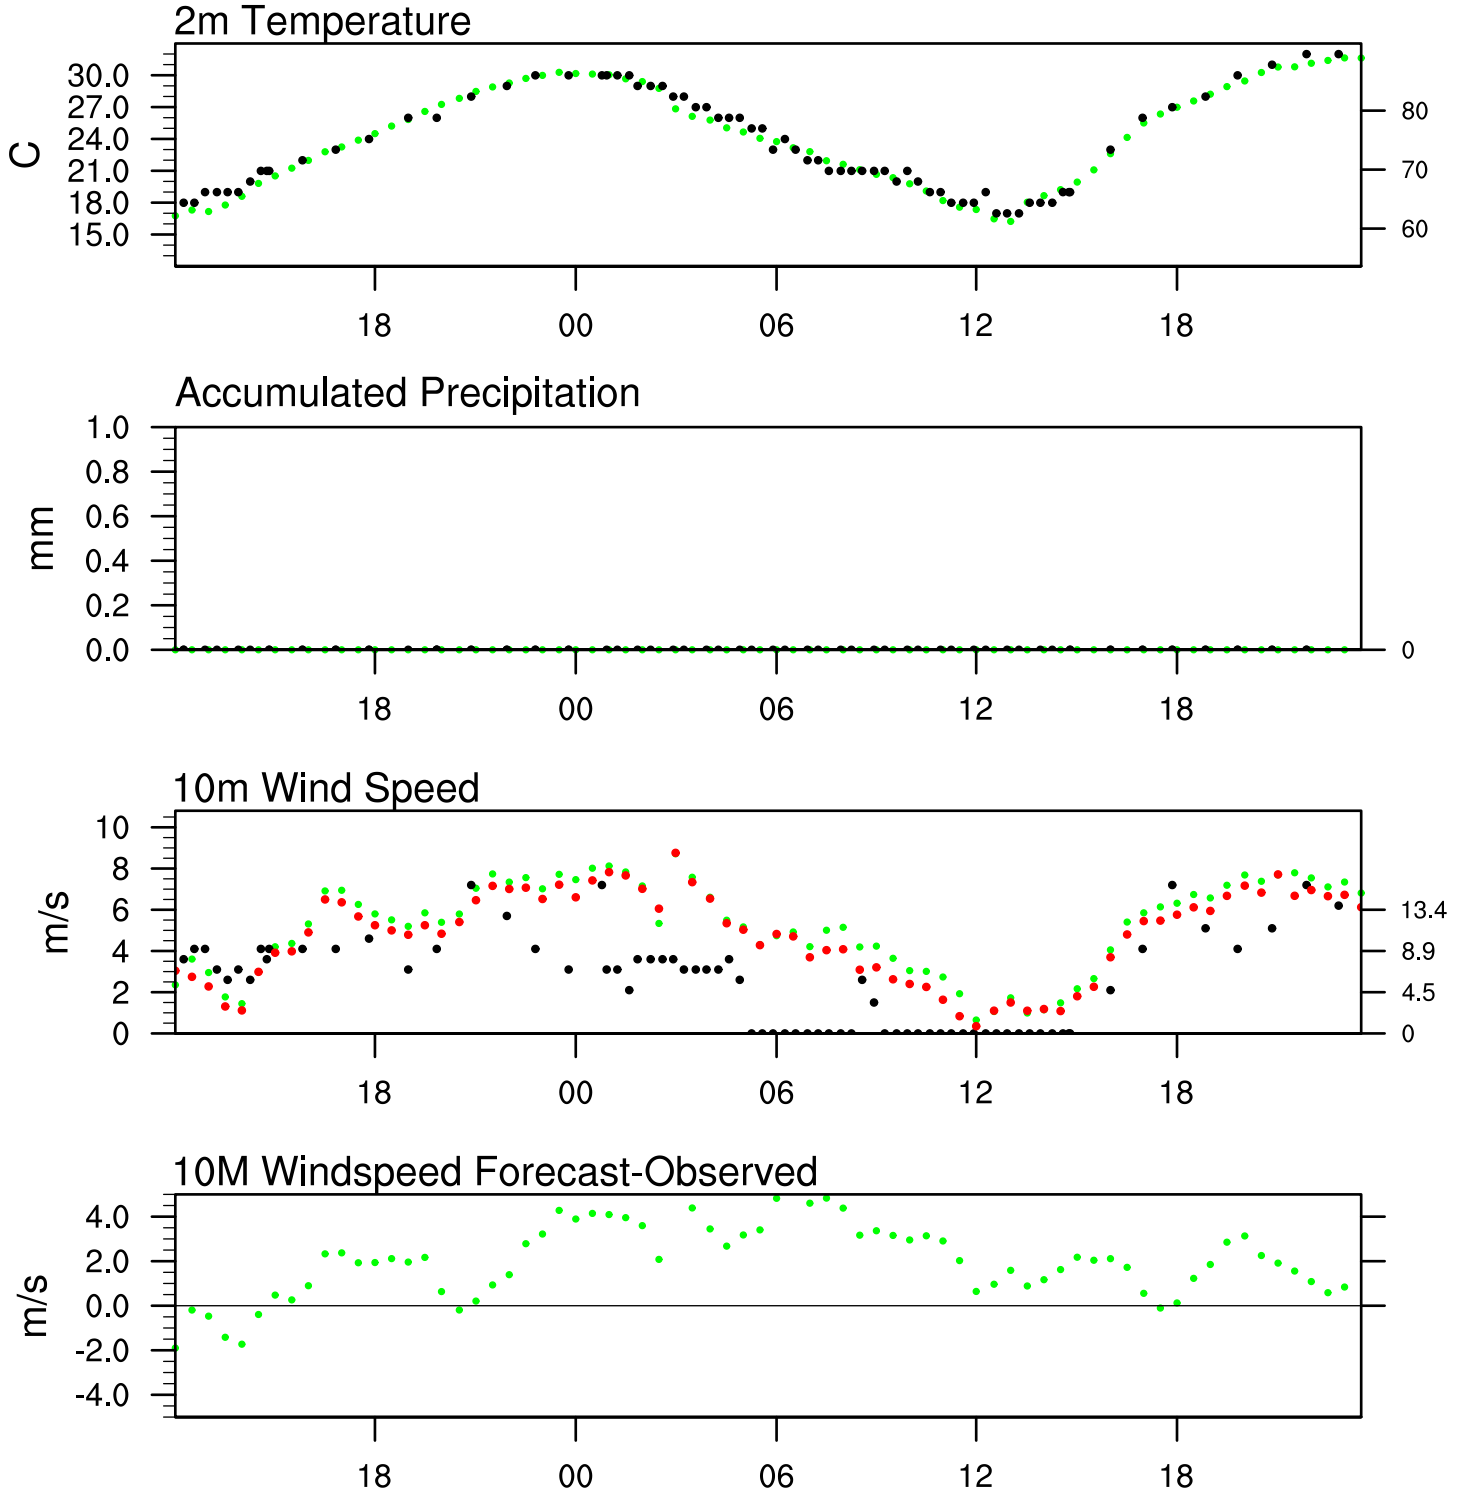 2m Temperature
30.0
27.0
24.0
21.0
18.0
15.0
C
80
70
60
18 00 06 12 18
Accumulated Precipitation
1.0
0.8
0.6
0.4
0.2
0.0
mm
0
18 00 06 12 18
10m Wind Speed
10
8
6
4
2
0
m/s
13.4
8.9
4.5
0
18 00 06 12 18
10M Windspeed Forecast-Observed
4.0
2.0
0.0
-2.0
-4.0
m/s
18 00 06 12 18